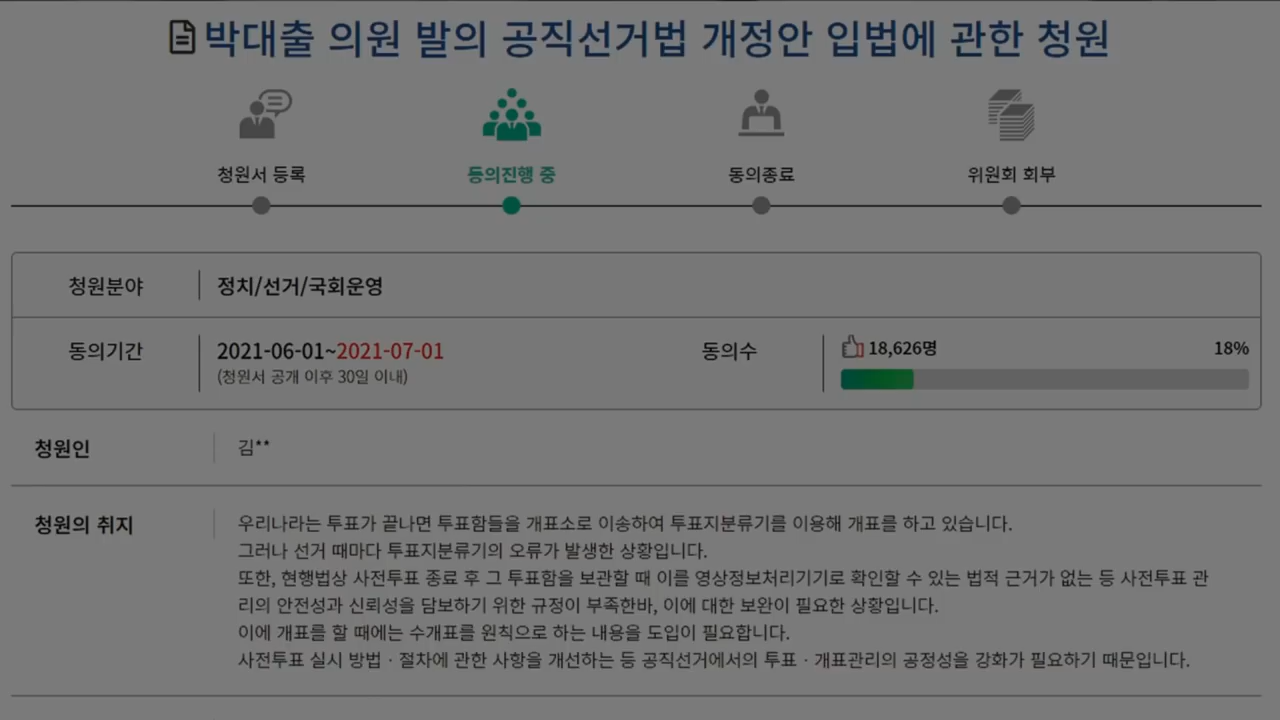 박대출 의원 발의 공직선거법 개정안 입법에 관한 청원
청원서 등록
동의진행 중
동의종료
위원회 회부
청원분야
정치/선거/국회운영
동의기간
2021-06-01~2021-07-01
(청원서 공개 이후 30일 이내)
동의수
18,626명
18%
청원인
김**
청원의 취지
우리나라는 투표가 끝나면 투표함들을 개표소로 이송하여 투표지분류기를 이용해 개표를 하고 있습니다.
그러나 선거 때마다 투표지분류기의 오류가 발생한 상황입니다.
또한, 현행법상 사전투표 종료 후 그 투표함을 보관할 때 이를 영상정보처리기기로 확인할 수 있는 법적 근거가 없는 등 사전투표 관
리의 안전성과 신뢰성을 담보하기 위한 규정이 부족한바, 이에 대한 보완이 필요한 상황입니다.
이에 개표를 할 때에는 수개표를 원칙으로 하는 내용을 도입이 필요합니다.
사전투표 실시 방법 · 절차에 관한 사항을 개선하는 등 공직선거에서의 투표 · 개표관리의 공정성을 강화가 필요하기 때문입니다.